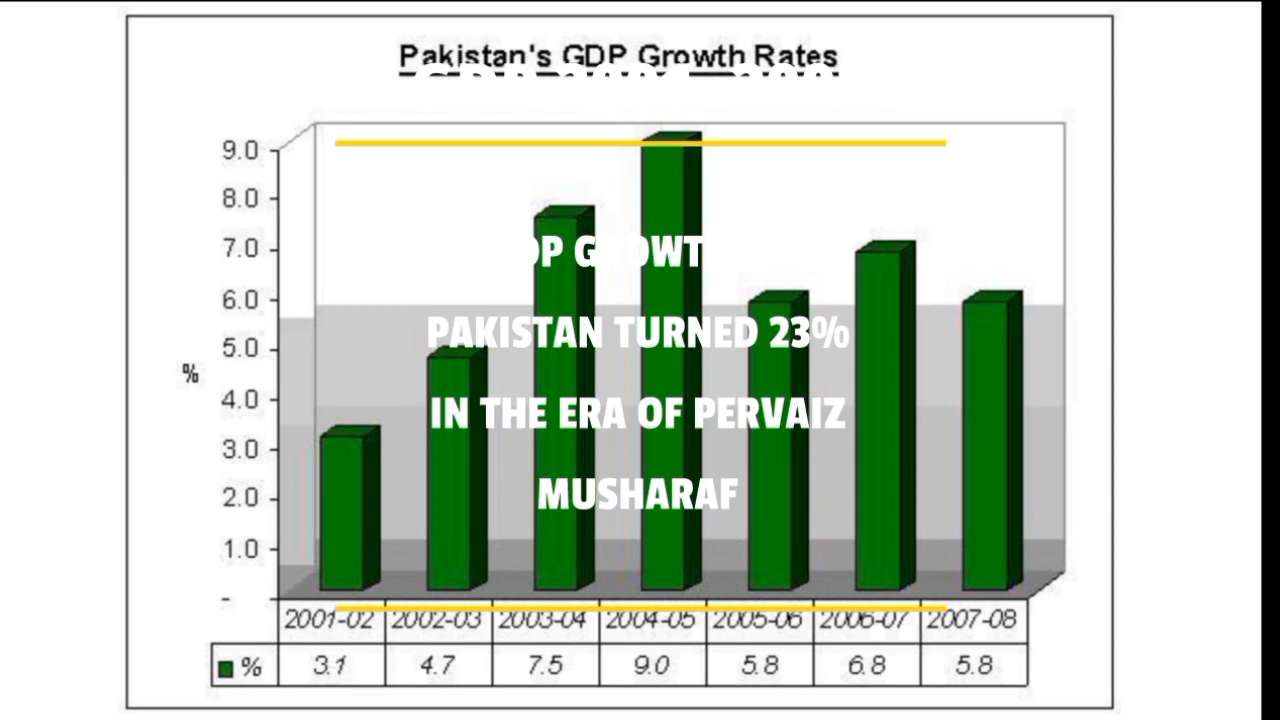 Pakistan's GDP Growth Rates
9.0
8.0
7.0
6.0
5.0
4.0
3.0
2.0
1.0
-
%
PAKISTAN TURNED 23%
IN THE ERA OF PERVAIZ
MUSHARAF
2001-02 2002-03 2003-04 2004-05 2005-06 2006-07 2007-08
% 3.1 4.7 7.5 9.0 5.8 6.8 5.8